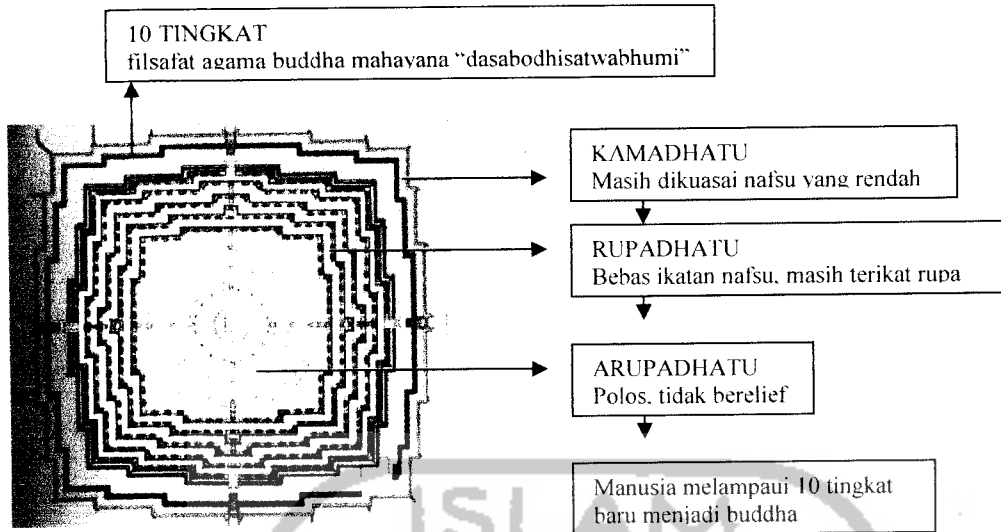 10 TINGKAT
filsafat agama buddha mahayana “dasabodhisatwabhumi”
KAMADHATU
Masih dikuasai nafsu yang rendah
RUPADHATU
Bebas ikatan nafsu, masih terikat rupa
ARUPADHATU
Polos, tidak berelief
Manusia melampaui 10 tingkat
baru menjadi buddha
ISLAM